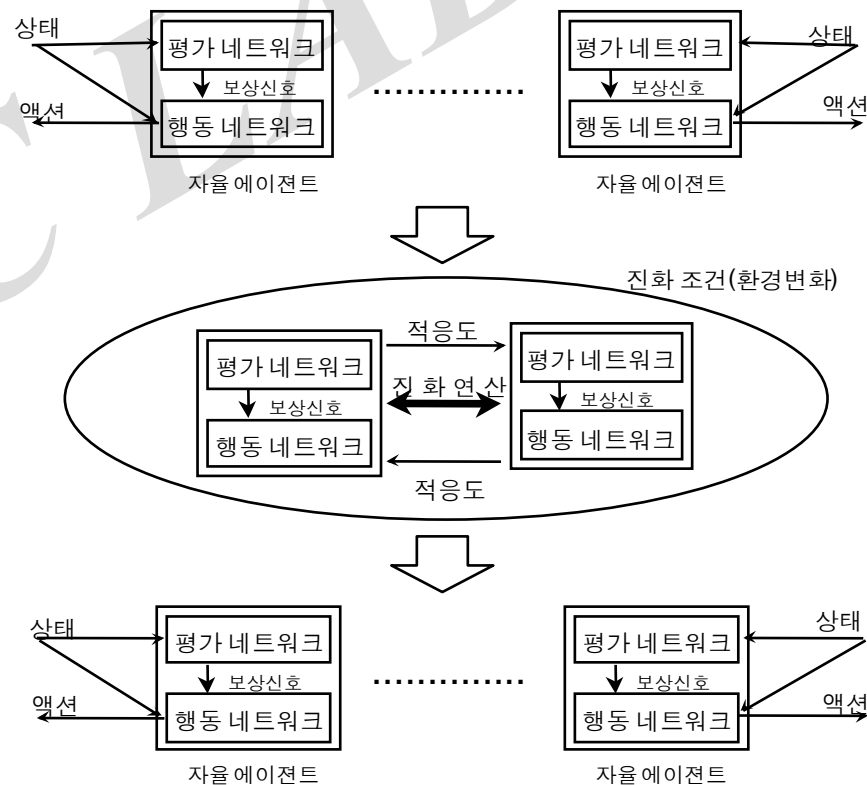 C LAB
상태
평가 네트워크
보상신호
행동 네트워크
액션
자율 에이젼트
상태
평가 네트워크
보상신호
행동 네트워크
액션
자율 에이젼트
진화 조건(환경변화)
적응도
평가 네트워크
보상신호
행동 네트워크
진 화 연 산
평가 네트워크
보상신호
행동 네트워크
적응도
상태
평가 네트워크
보상신호
행동 네트워크
액션
자율 에이젼트
상태
평가 네트워크
보상신호
행동 네트워크
액션
자율 에이젼트